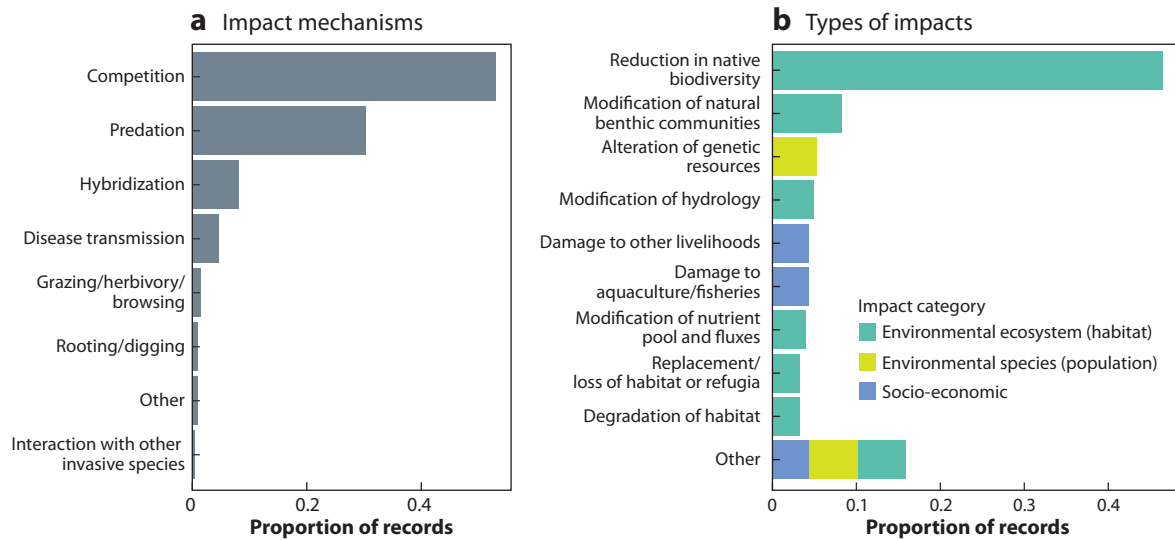 a Impact mechanisms
Competition
Predation
Hybridization
Disease transmission
Grazing/herbivory/
browsing
Rooting/digging
Other
Interaction with other
invasive species
0
0.2
0.4
Proportion of records
b Types of impacts
Reduction in native
biodiversity
Modification of natural
benthic communities
Alteration of genetic
resources
Modification of hydrology
Damage to other livelihoods
Damage to
aquaculture/fisheries
Modification of nutrient
pool and fluxes
Replacement/
loss of habitat or refugia
Degradation of habitat
Other
Impact category
Environmental ecosystem (habitat)
Environmental species (population)
Socio-economic
0
0.1
0.2
0.3
0.4
Proportion of records